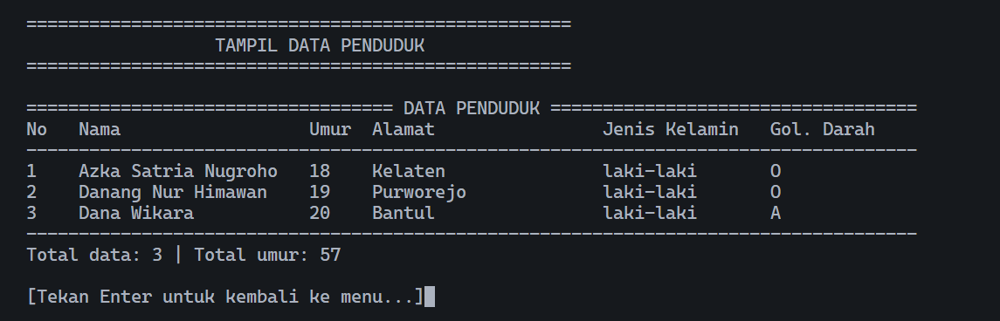 ====================================================
TAMPIL DATA PENDUDUK
====================================================
=================================== DATA PENDUDUK ===================================
No Nama Umur Alamat Jenis Kelamin Gol. Darah
-------------------------------------------------------------------------------------
1 Azka Satria Nugroho 18 Kelaten laki-laki O
2 Danang Nur Himawan 19 Purworejo laki-laki O
3 Dana Wikara 20 Bantul laki-laki A
-------------------------------------------------------------------------------------
Total data: 3 | Total umur: 57
[Tekan Enter untuk kembali ke menu...]